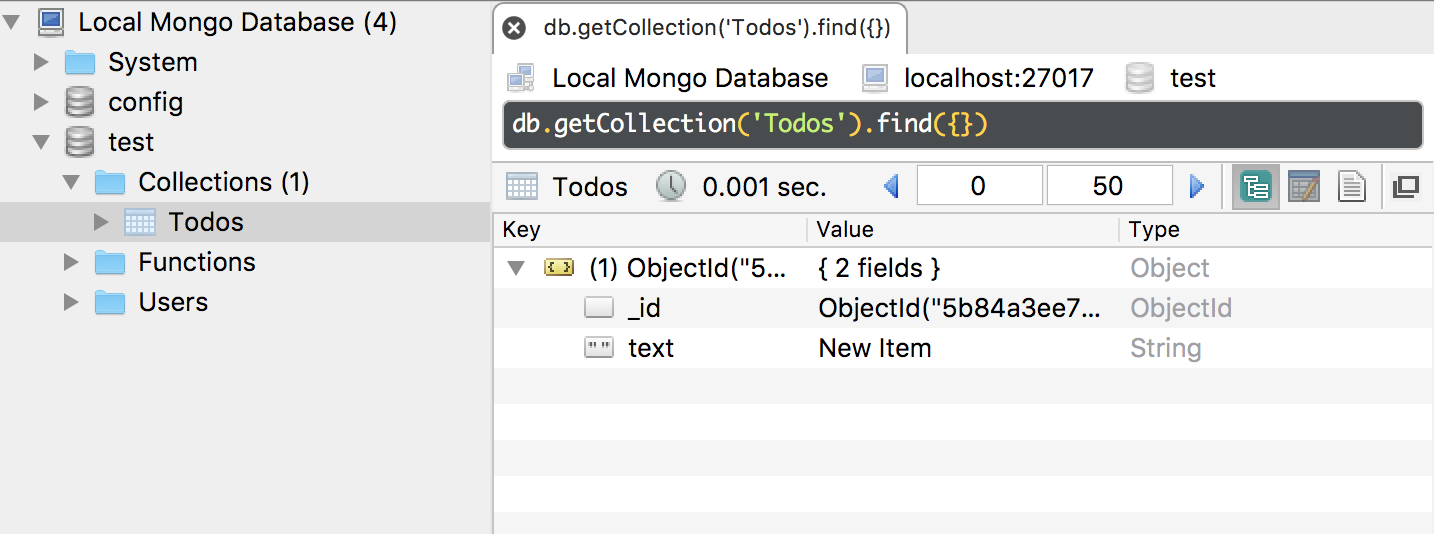 Local Mongo Database (4)
System
config
test
Collections (1)
Todos
Functions
Users
db.getCollection('Todos').find({})
Local Mongo Database localhost:27017 test
db.getCollection('Todos').find({})
Todos 0.001 sec. 0 50
Key Value Type
(1) ObjectId("5... { 2 fields } Object
_id ObjectId("5b84a3ee7... ObjectId
text New Item String